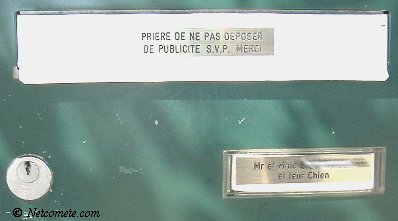 PRIERE DE NE PAS DEPOSER
DE PUBLICITE S.V.P. MERCI
Mr et Mme
et leur Chien
© Netcomete.com